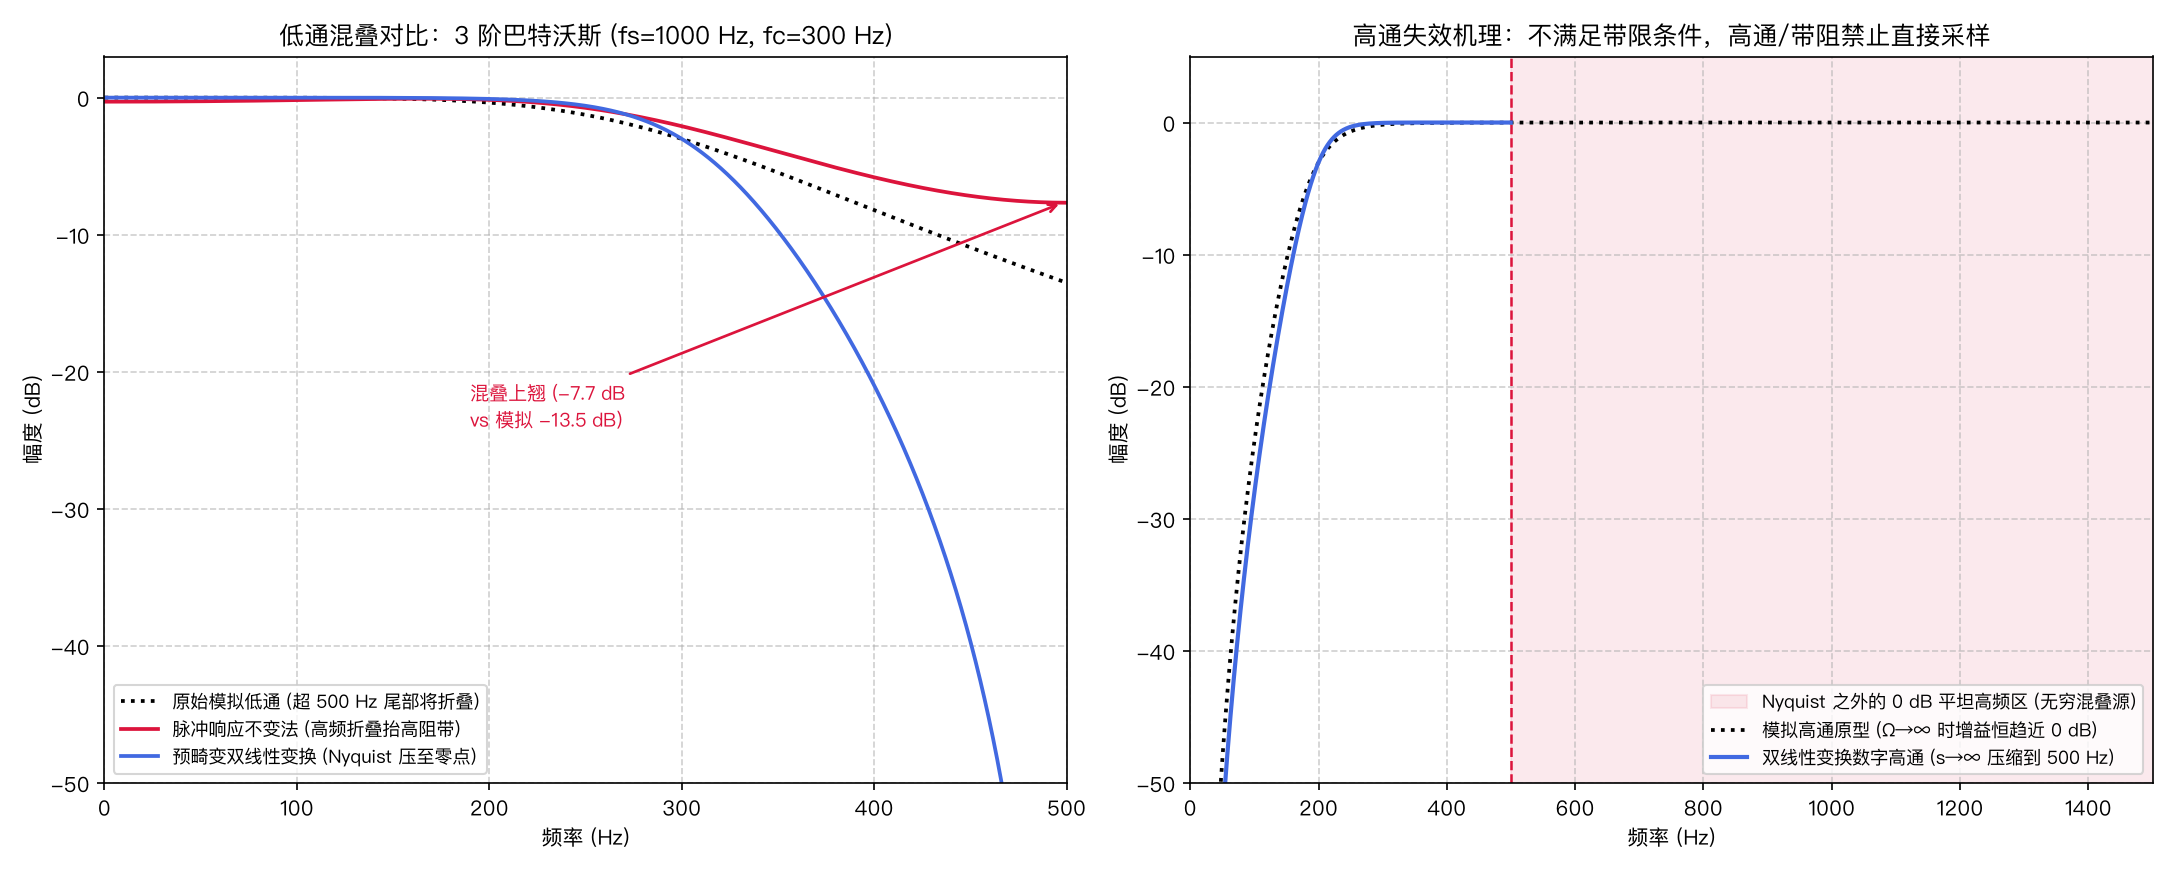 低通混叠对比：3 阶巴特沃斯 (fs=1000 Hz, fc=300 Hz)
0
−10
−20
−30
−40
−50
幅度 (dB)
混叠上翘 (−7.7 dB
vs 模拟 −13.5 dB)
原始模拟低通 (超 500 Hz 尾部将折叠)
脉冲响应不变法 (高频折叠抬高阻带)
预畸变双线性变换 (Nyquist 压至零点)
0
100
200
300
400
500
频率 (Hz)
高通失效机理：不满足带限条件，高通/带阻禁止直接采样
0
−10
−20
−30
−40
−50
幅度 (dB)
Nyquist 之外的 0 dB 平坦高频区 (无穷混叠源)
模拟高通原型 (Ω→∞ 时增益恒趋近 0 dB)
双线性变换数字高通 (s→∞ 压缩到 500 Hz)
0
200
400
600
800
1000
1200
1400
频率 (Hz)